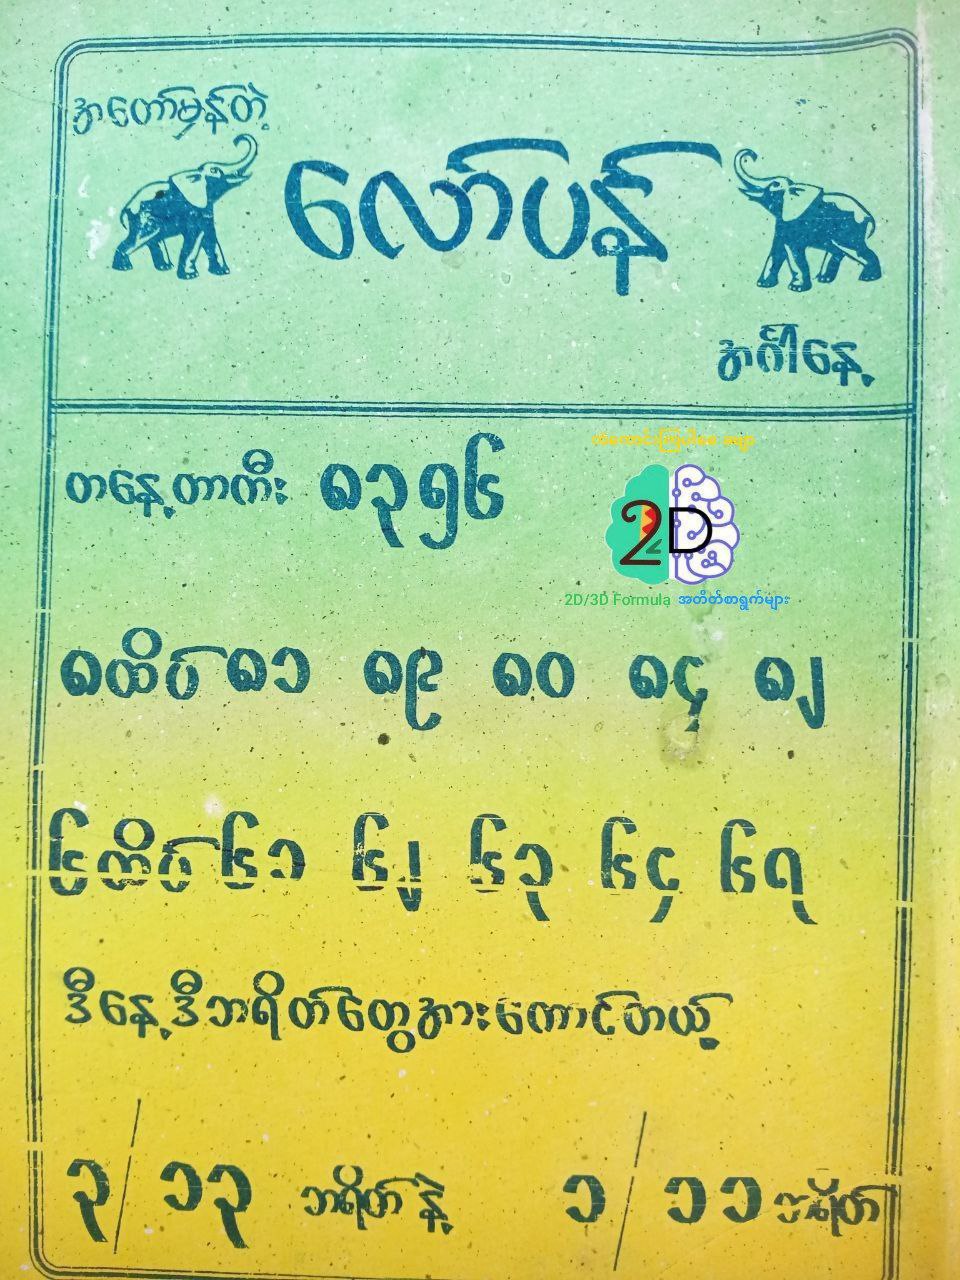 အတော်မှန်တဲ့
လော်ပန်
အင်္ဂါနေ့
တနေ့တာတီး ၈၃၅၆
ကံကောင်းကြပါစေ ဗျာ
2D
2D/3D Formula အတိတ်စာရွက်များ
၈ထိပ် ၈၁ ၈၉ ၈၀ ၈၄ ၈၂
၆ထိပ် ၆၁ ၆၂ ၆၃ ၆၄ ၆၇
ဒီနေ့ဒီဘရိတ်တွေအားကောင်တယ့်
၃/၁၃ ဘရိတ်နဲ့ ၁/၁၁ ဘရိတ်